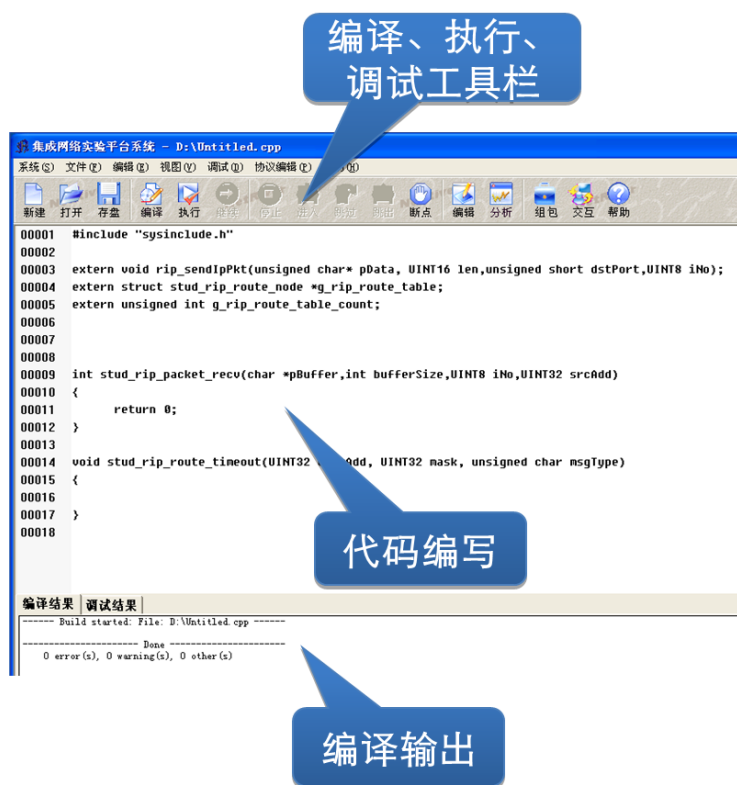 编译、执行、
调试工具栏
集成网络实验平台系统 - D:\Untitled.cpp
系统(S) 文件(F) 编辑(E) 视图(V) 调试(D) 协议编辑(P) (H)
新建 打开 存盘 编译 执行 继续 停止 进入 跳过 跳出 断点 编辑 分析 组包 交互 帮助
00001 #include "sysinclude.h"
00002
00003 extern void rip_sendIpPkt(unsigned char* pData, UINT16 len,unsigned short dstPort,UINT8 iNo);
00004 extern struct stud_rip_route_node *g_rip_route_table;
00005 extern unsigned int g_rip_route_table_count;
00006
00007
00008
00009 int stud_rip_packet_recv(char *pBuffer,int bufferSize,UINT8 iNo,UINT32 srcAdd)
00010 {
00011 return 0;
00012 }
00013
00014 void stud_rip_route_timeout(UINT32 Add, UINT32 mask, unsigned char msgType)
00015 {
00016
00017 }
00018
代码编写
编译结果 调试结果
------ Build started: File: D:\Untitled.cpp ------
---------------------- Done ----------------------
0 error(s), 0 warning(s), 0 other(s)
编译输出